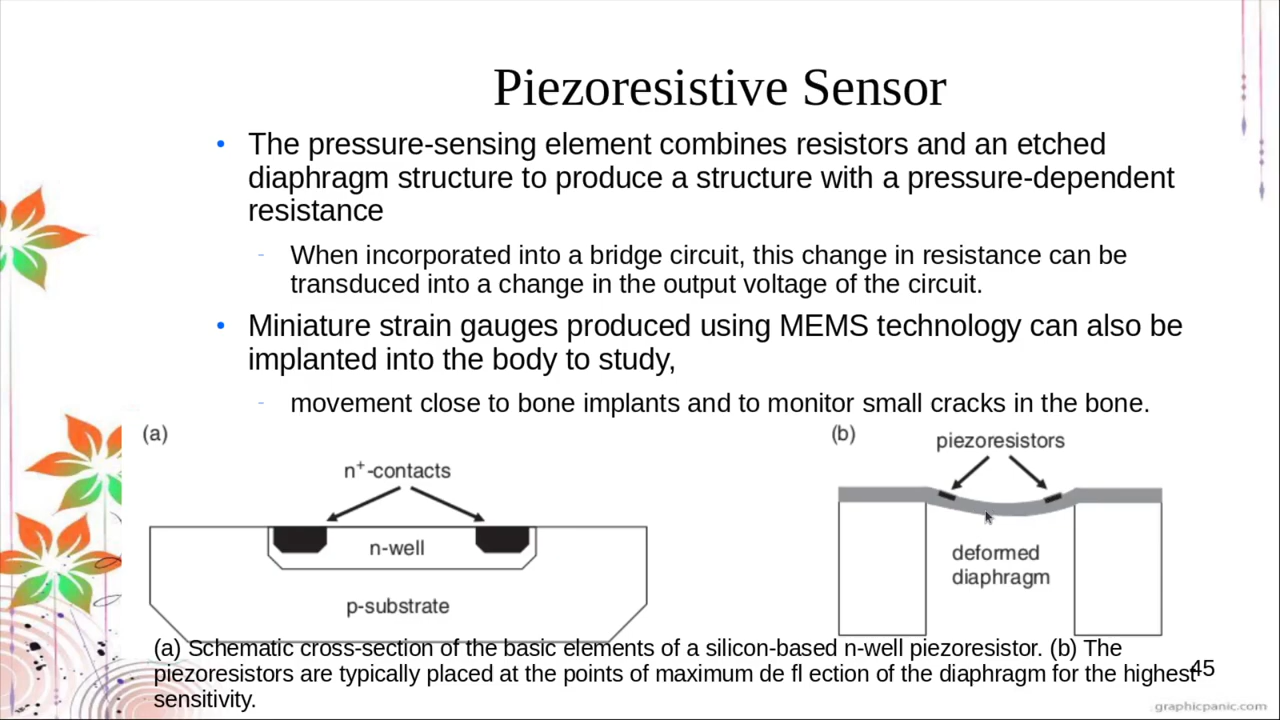 Piezoresistive Sensor
• The pressure-sensing element combines resistors and an etched
diaphragm structure to produce a structure with a pressure-dependent
resistance
- When incorporated into a bridge circuit, this change in resistance can be
transduced into a change in the output voltage of the circuit.
• Miniature strain gauges produced using MEMS technology can also be
implanted into the body to study,
- movement close to bone implants and to monitor small cracks in the bone.
(a)
n⁺-contacts
n-well
p-substrate
(b)
piezoresistors
deformed
diaphragm
(a) Schematic cross-section of the basic elements of a silicon-based n-well piezoresistor. (b) The
piezoresistors are typically placed at the points of maximum de fl ection of the diaphragm for the highest
sensitivity.
45
graphicpanic.com